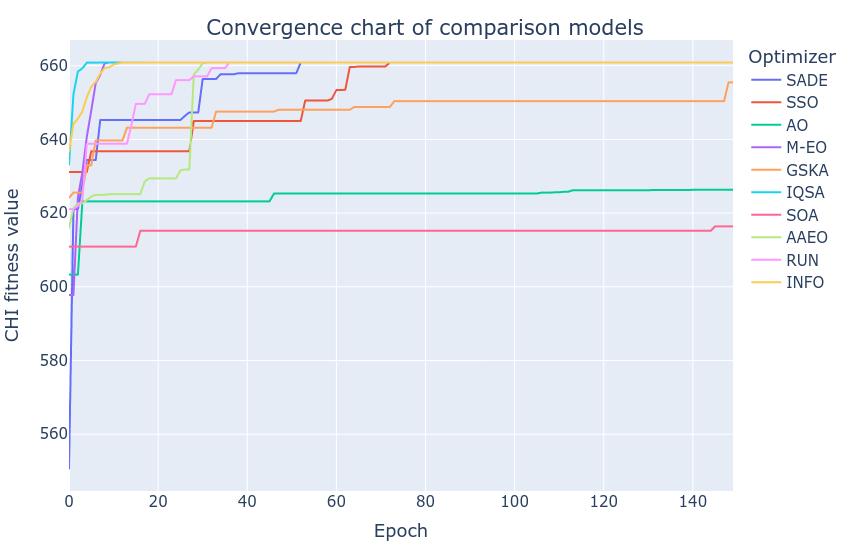 Convergence chart of comparison models
CHI fitness value
660
640
620
600
580
560
0 20 40 60 80 100 120 140
Epoch
Optimizer
SADE
SSO
AO
M-EO
GSKA
IQSA
SOA
AAEO
RUN
INFO